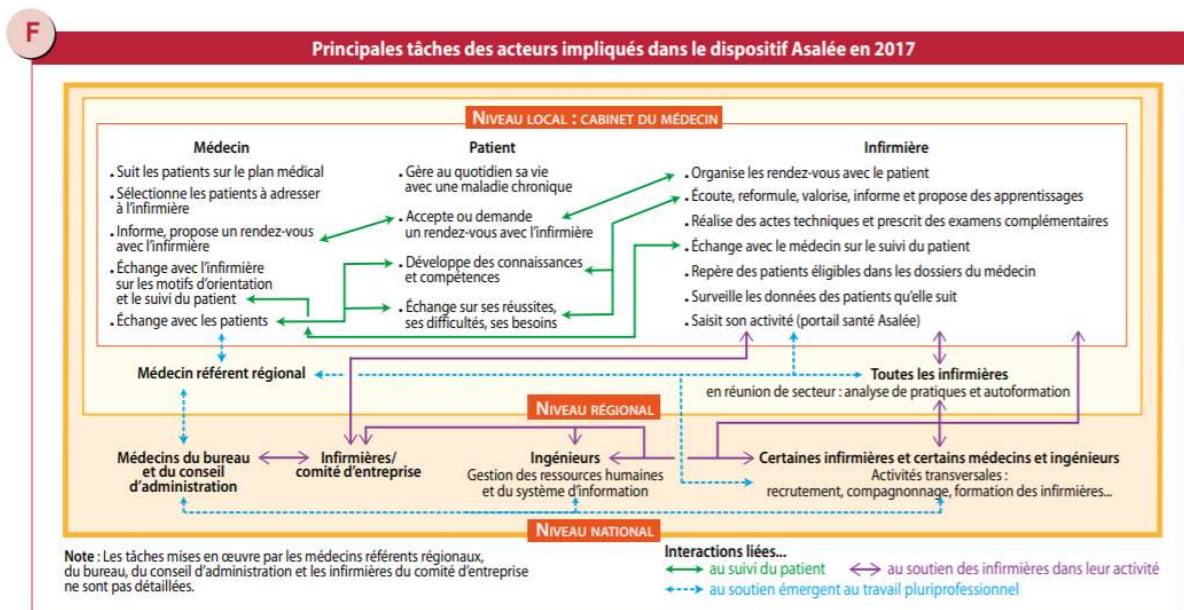 F
Principales tâches des acteurs impliqués dans le dispositif Asalée en 2017
NIVEAU LOCAL : CABINET DU MÉDECIN
Médecin
. Suit les patients sur le plan médical
. Sélectionne les patients à adresser
à l'infirmière
. Informe, propose un rendez-vous
avec l'infirmière
. Échange avec l'infirmière
sur les motifs d'orientation
et le suivi du patient
. Échange avec les patients
Patient
. Gère au quotidien sa vie
avec une maladie chronique
. Accepte ou demande
un rendez-vous avec l'infirmière
. Développe des connaissances
et compétences
. Échange sur ses réussites,
ses difficultés, ses besoins
Infirmière
. Organise les rendez-vous avec le patient
. Écoute, reformule, valorise, informe et propose des apprentissages
. Réalise des actes techniques et prescrit des examens complémentaires
. Échange avec le médecin sur le suivi du patient
. Repère des patients éligibles dans les dossiers du médecin
. Surveille les données des patients qu'elle suit
. Saisit son activité (portail santé Asalée)
Médecin référent régional
Toutes les infirmières
en réunion de secteur : analyse de pratiques et autoformation
NIVEAU RÉGIONAL
Médecins du bureau
et du conseil
d'administration
Infirmières/
comité d'entreprise
Ingénieurs
Gestion des ressources humaines
et du système d'information
Certaines infirmières et certains médecins et ingénieurs
Activités transversales :
recrutement, compagnonnage, formation des infirmières...
NIVEAU NATIONAL
Note : Les tâches mises en œuvre par les médecins référents régionaux,
du bureau, du conseil d'administration et les infirmières du comité d'entreprise
ne sont pas détaillées.
Interactions liées...
au suivi du patient
au soutien des infirmières dans leur activité
au soutien émergent au travail pluriprofessionnel